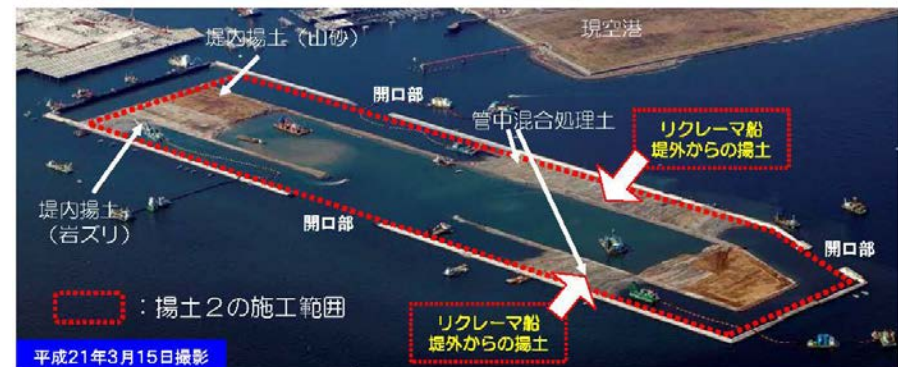 堤内揚土（山砂）
現空港
開口部
管中混合処理土
リクレーマ船
堤外からの揚土
堤内揚土
（岩ズリ）
開口部
開口部
：揚土２の施工範囲
リクレーマ船
堤外からの揚土
平成21年3月15日撮影